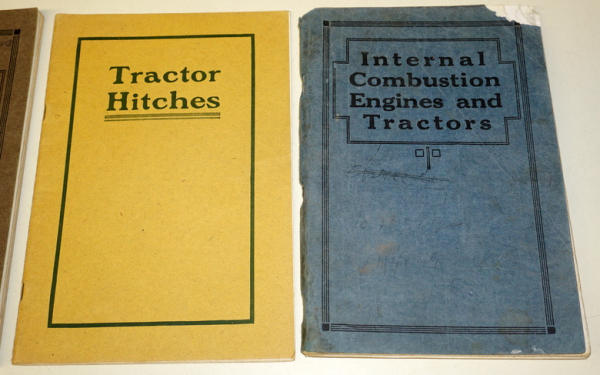 Tractor
Hitches
Internal
Combustion
Engines and
Tractors